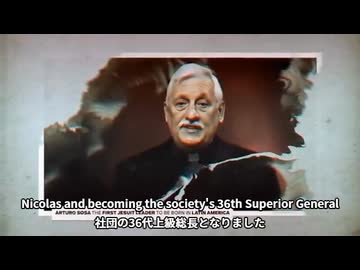 ARTURO SOSA THE FIRST JESUIT LEADER TO BE BORN IN LATIN AMERICA
Nicolas and becoming the society's 36th Superior General
社団の36代上級総長となりました